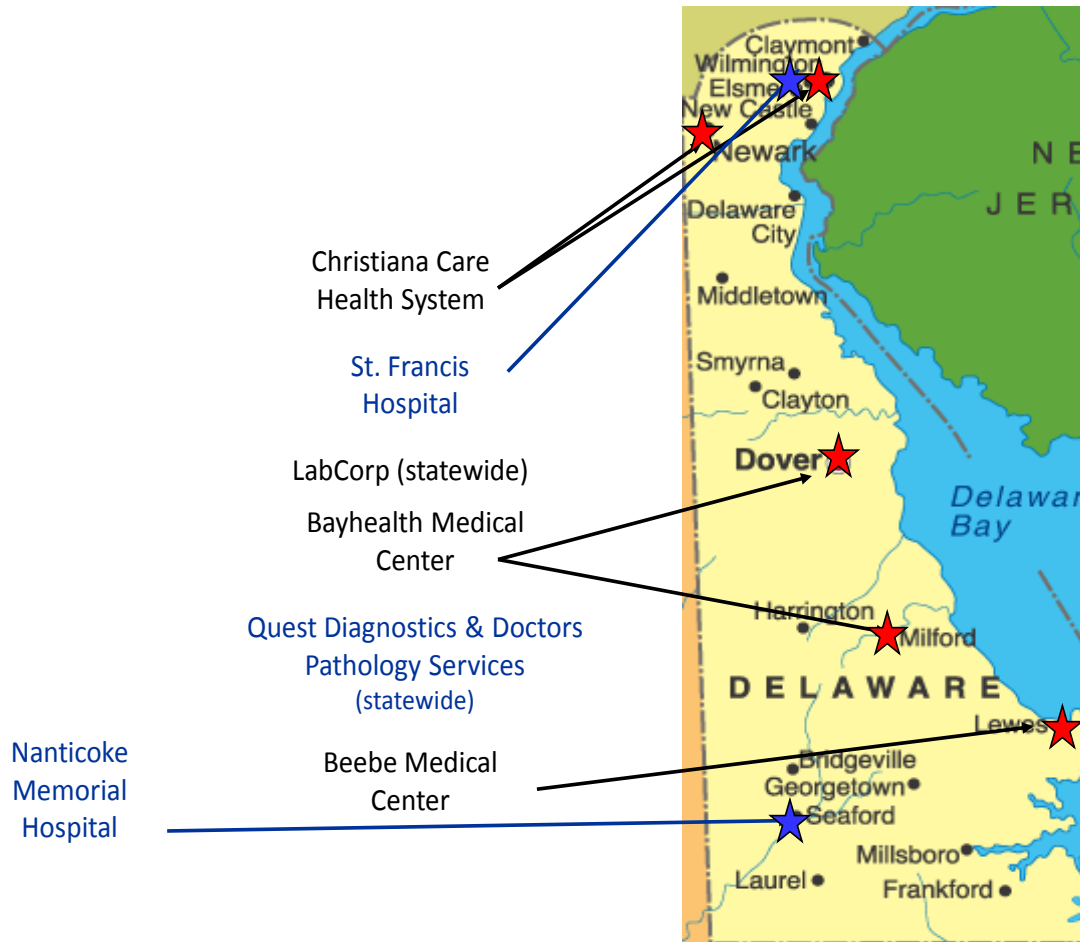 Claymont
Wilmington
Elsme
New Castle
Newark
NE
JER
Delaware
City
Christiana Care
Health System
Middletown
St. Francis
Hospital
Smyrna
Clayton
LabCorp (statewide)
Dover
Bayhealth Medical
Center
Delawar
Bay
Quest Diagnostics & Doctors
Pathology Services
(statewide)
Harrington
Milford
DELAWARE
Lewes
Nanticoke
Memorial
Hospital
Beebe Medical
Center
Bridgeville
Georgetown
Seaford
Millsboro
Laurel
Frankford